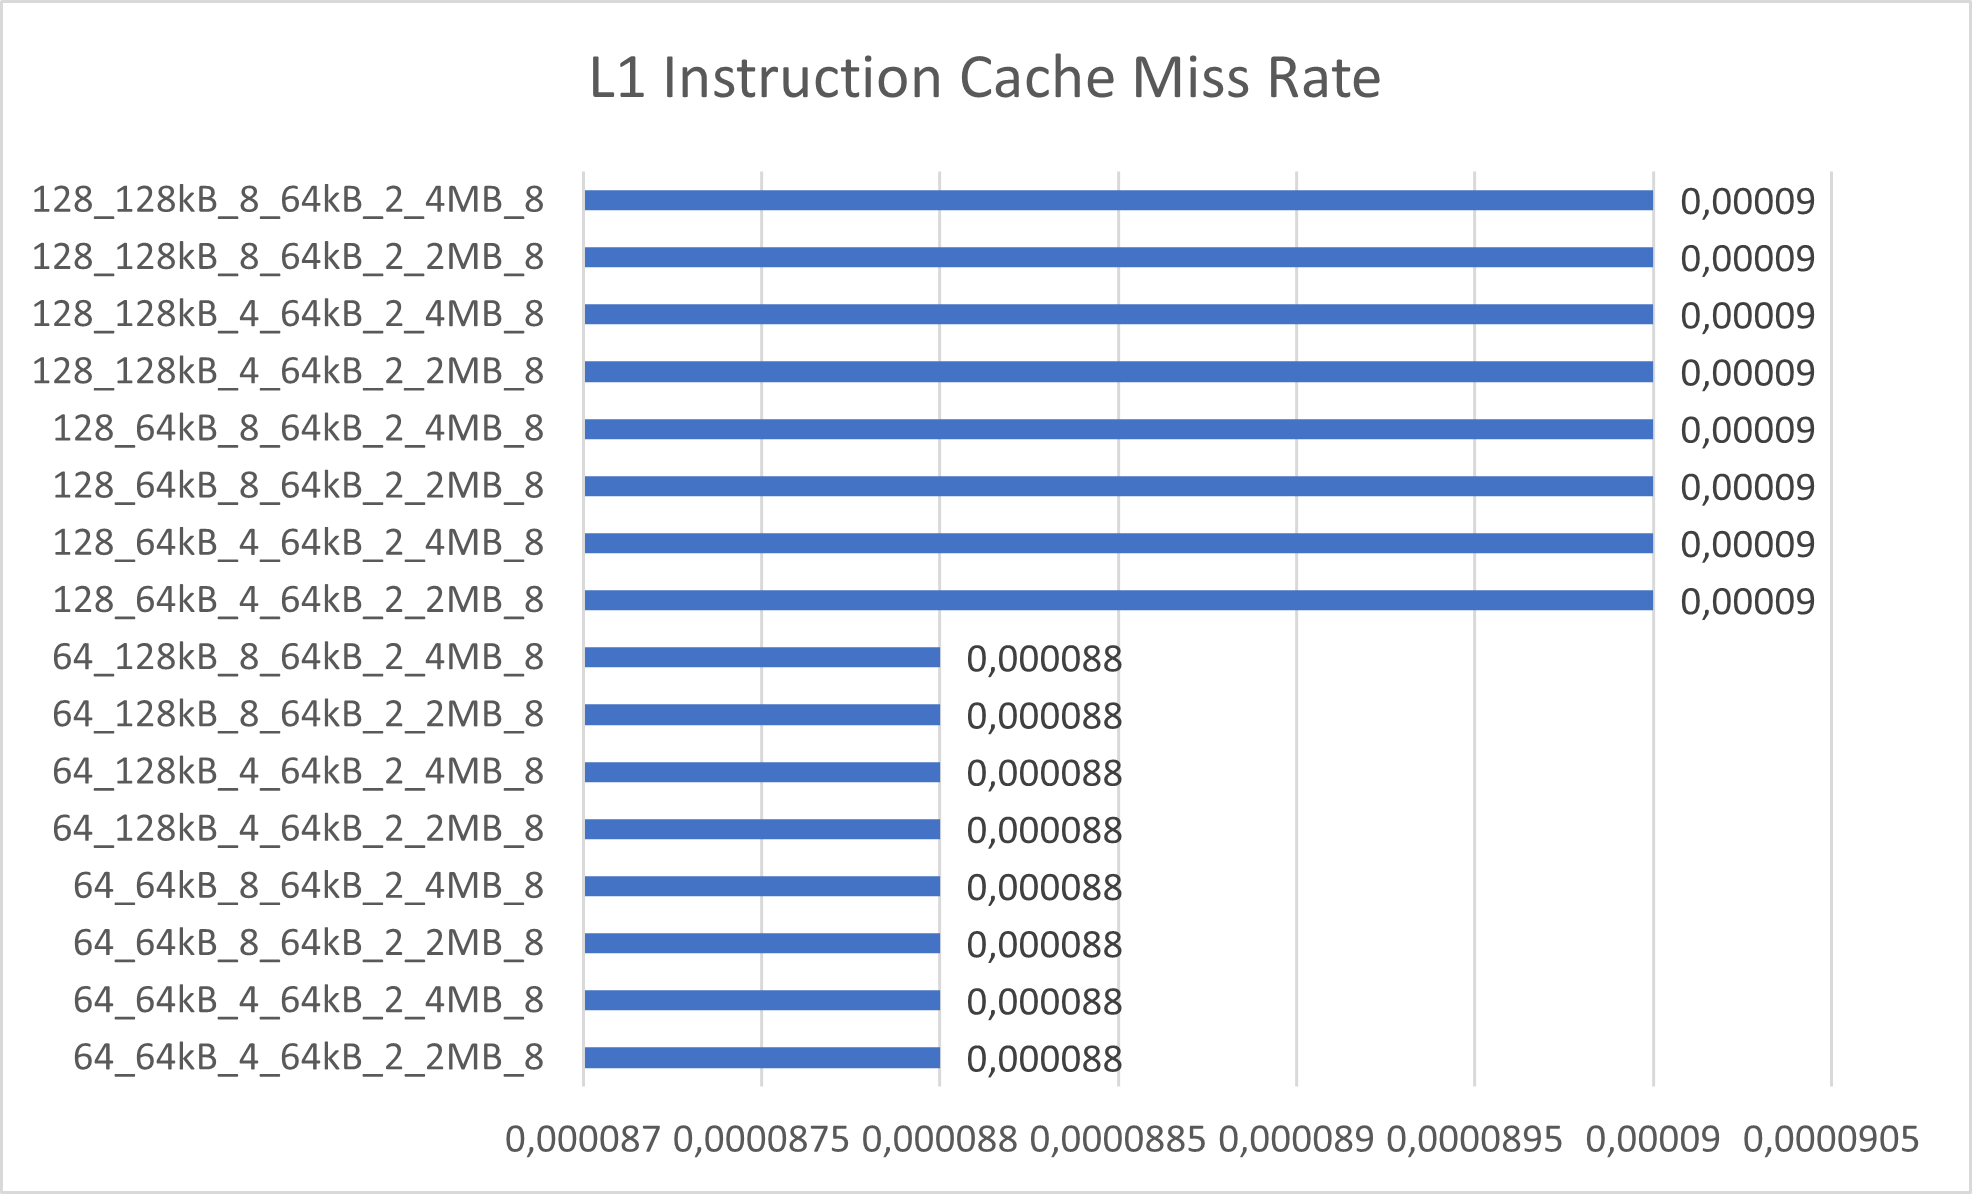 L1 Instruction Cache Miss Rate
128_128kB_8_64kB_2_4MB_8 0,00009
128_128kB_8_64kB_2_2MB_8 0,00009
128_128kB_4_64kB_2_4MB_8 0,00009
128_128kB_4_64kB_2_2MB_8 0,00009
128_64kB_8_64kB_2_4MB_8 0,00009
128_64kB_8_64kB_2_2MB_8 0,00009
128_64kB_4_64kB_2_4MB_8 0,00009
128_64kB_4_64kB_2_2MB_8 0,00009
64_128kB_8_64kB_2_4MB_8 0,000088
64_128kB_8_64kB_2_2MB_8 0,000088
64_128kB_4_64kB_2_4MB_8 0,000088
64_128kB_4_64kB_2_2MB_8 0,000088
64_64kB_8_64kB_2_4MB_8 0,000088
64_64kB_8_64kB_2_2MB_8 0,000088
64_64kB_4_64kB_2_4MB_8 0,000088
64_64kB_4_64kB_2_2MB_8 0,000088
0,000087 0,0000875 0,000088 0,0000885 0,000089 0,0000895 0,00009 0,0000905